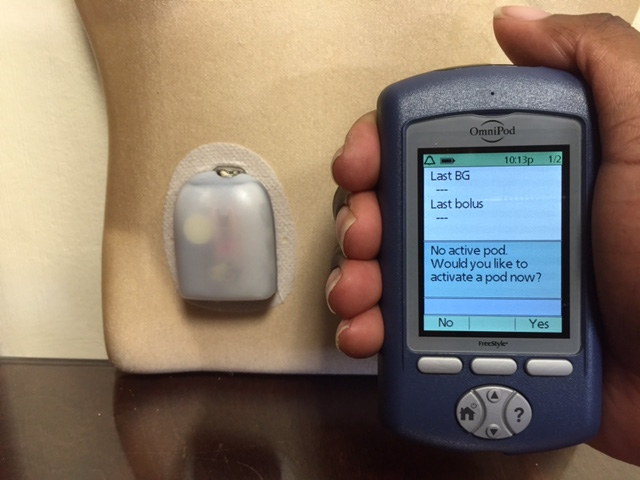 OmniPod
10:13p 1/2
Last BG
---
Last bolus
---
No active pod.
Would you like to
activate a pod now?
No Yes
FreeStyle
?